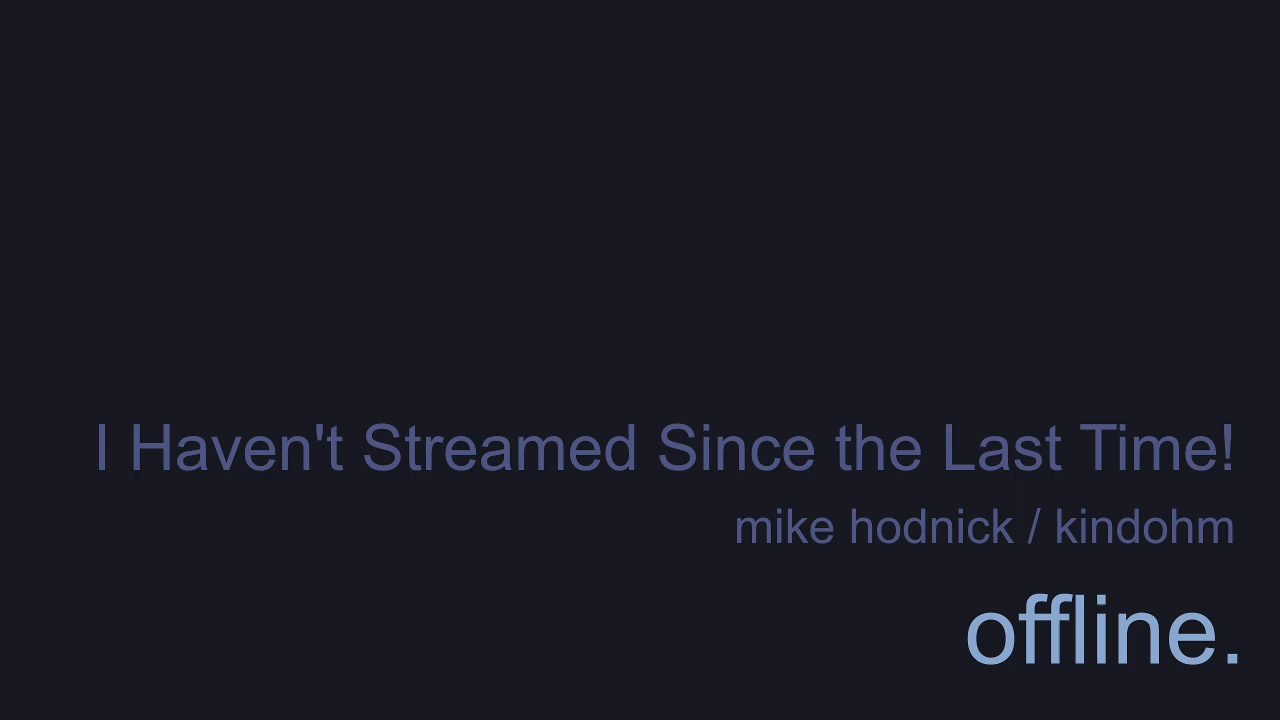 I Haven't Streamed Since the Last Time!
mike hodnick / kindohm
offline.